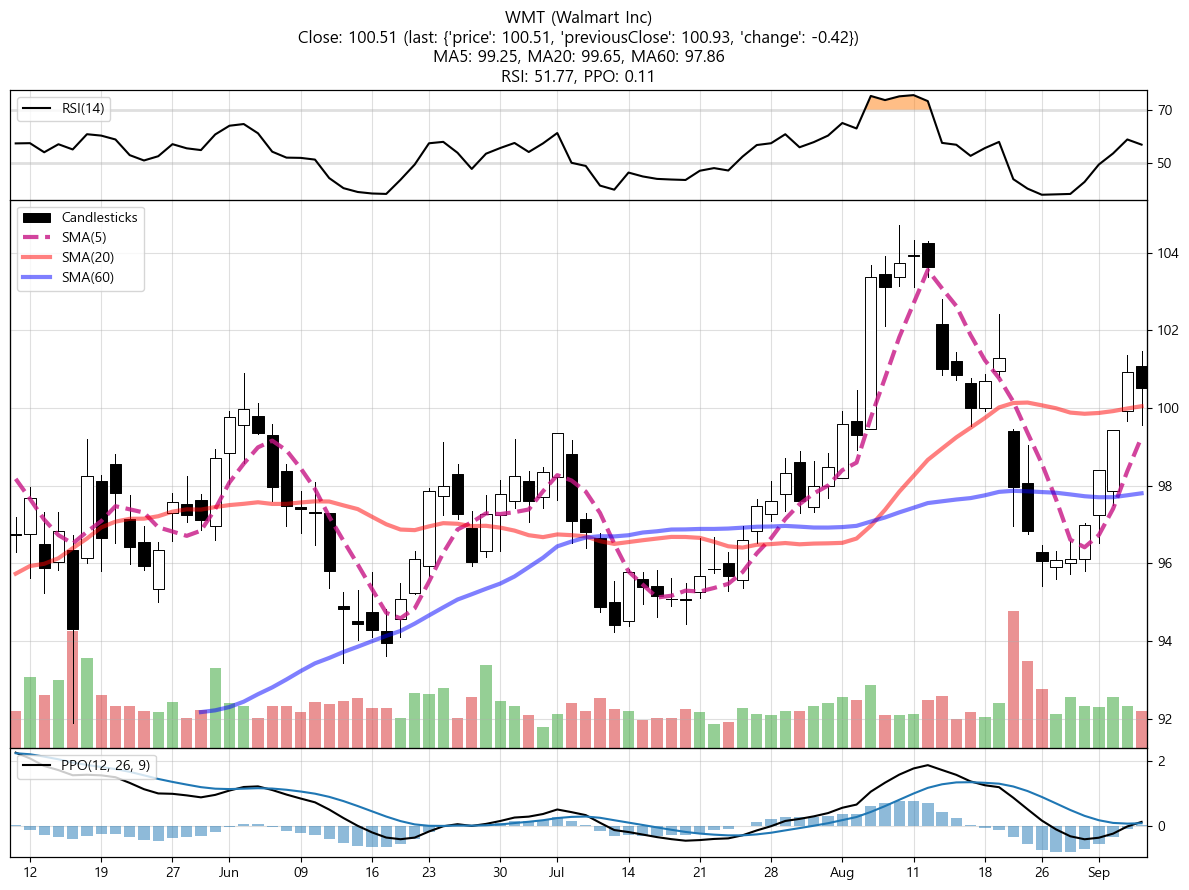 WMT (Walmart Inc)
Close: 100.51 (last: {'price': 100.51, 'previousClose': 100.93, 'change': -0.42})
MA5: 99.25, MA20: 99.65, MA60: 97.86
RSI: 51.77, PPO: 0.11
RSI(14)
70
50
Candlesticks
SMA(5)
SMA(20)
SMA(60)
104
102
100
98
96
94
92
PPO(12, 26, 9)
2
0
12 19 27 Jun 09 16 23 30 Jul 14 21 28 Aug 11 18 26 Sep